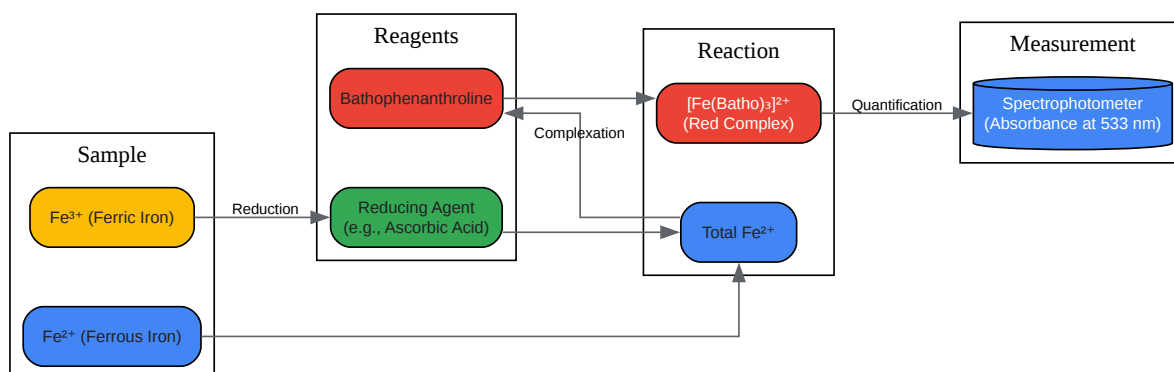 Sample
Fe³⁺ (Ferric Iron)
Fe²⁺ (Ferrous Iron)
Reduction
Reagents
Bathophenanthroline
Reducing Agent
(e.g., Ascorbic Acid)
Complexation
Reaction
[Fe(Batho)₃]²⁺
(Red Complex)
Total Fe²⁺
Quantification
Measurement
Spectrophotometer
(Absorbance at 533 nm)